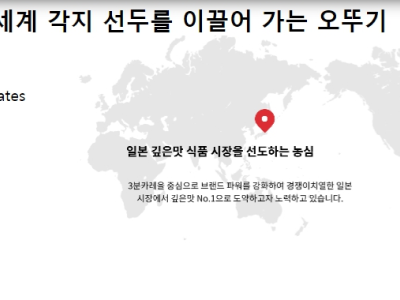 세계 각지 선두를 이끌어 가는 오뚜기
ates
일본 깊은맛 식품 시장을 선도하는 농심
3분카레을 중심으로 브랜드 파워를 강화하여 경쟁이치열한 일본
시장에서 깊은맛 No.1으로 도약하고자 노력하고 있습니다.